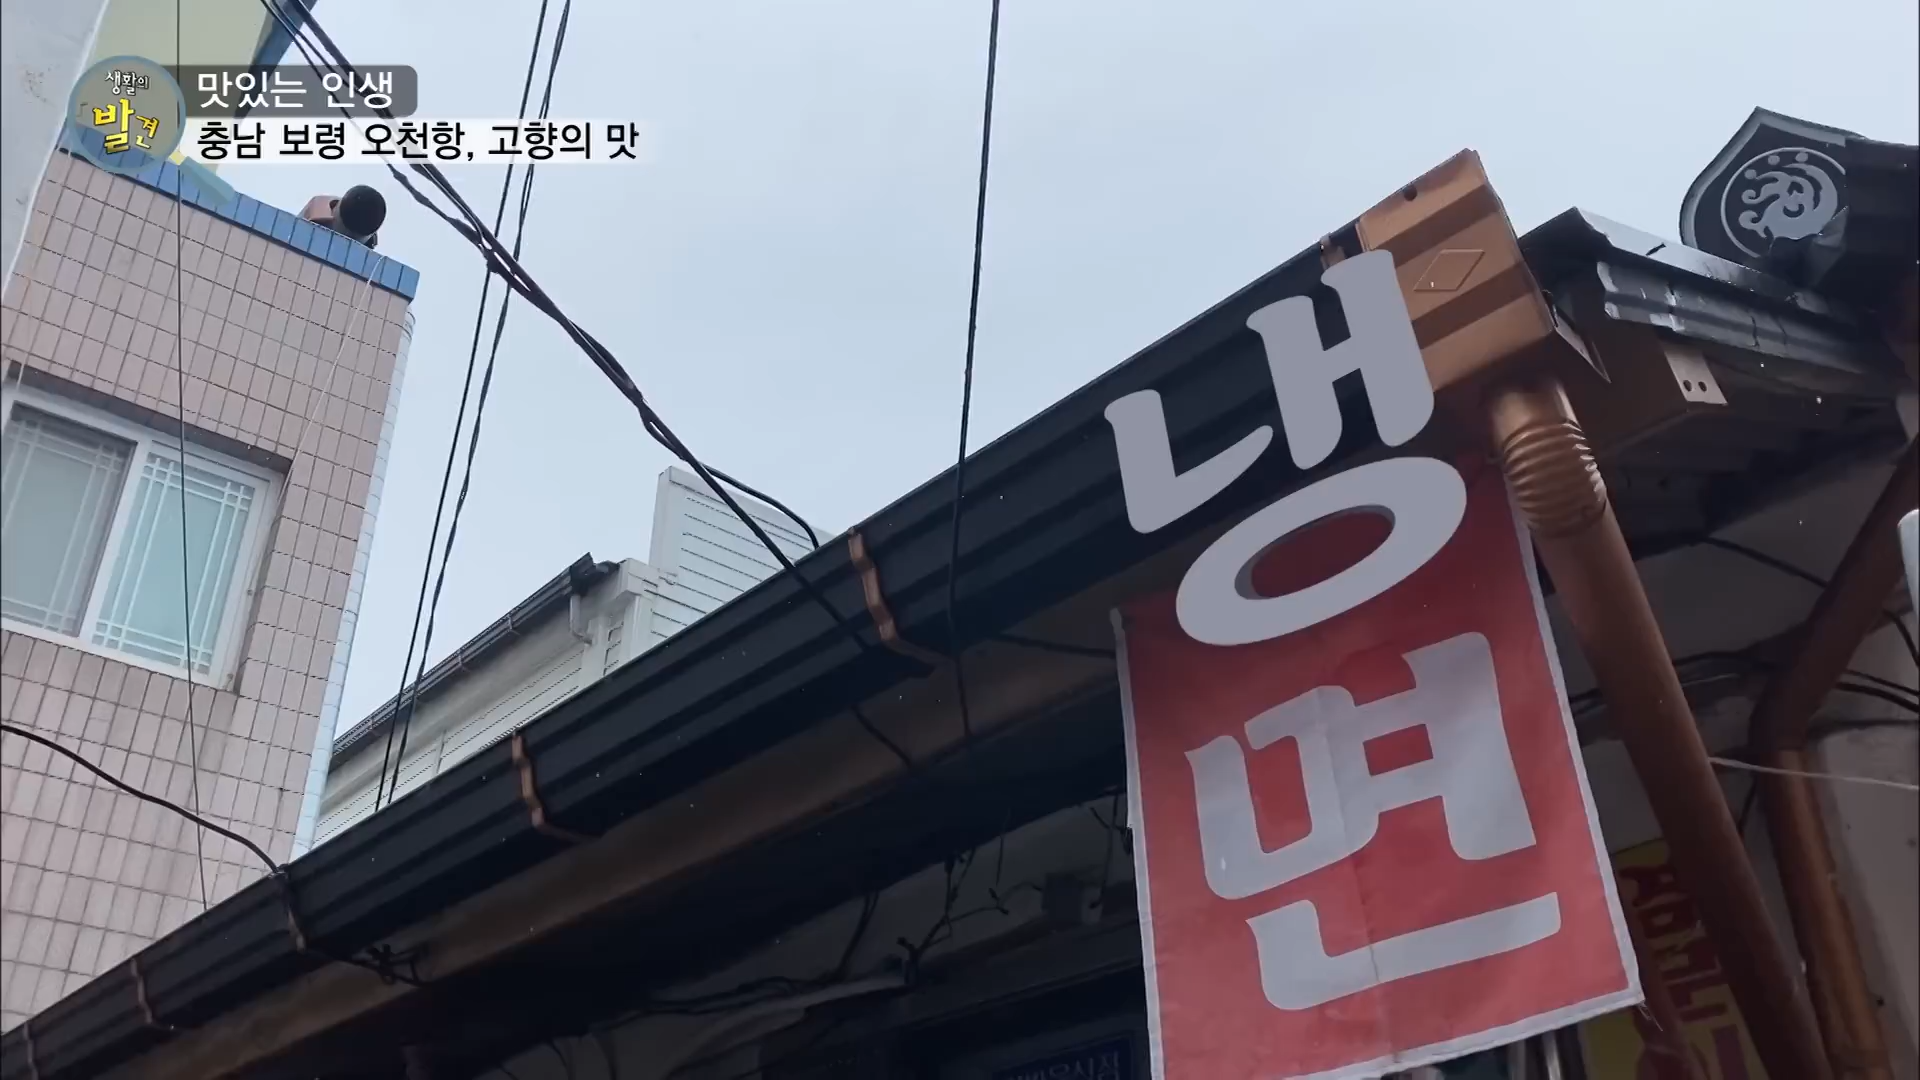 생활의
발견
맛있는 인생
충남 보령 오천항, 고향의 맛
냉면